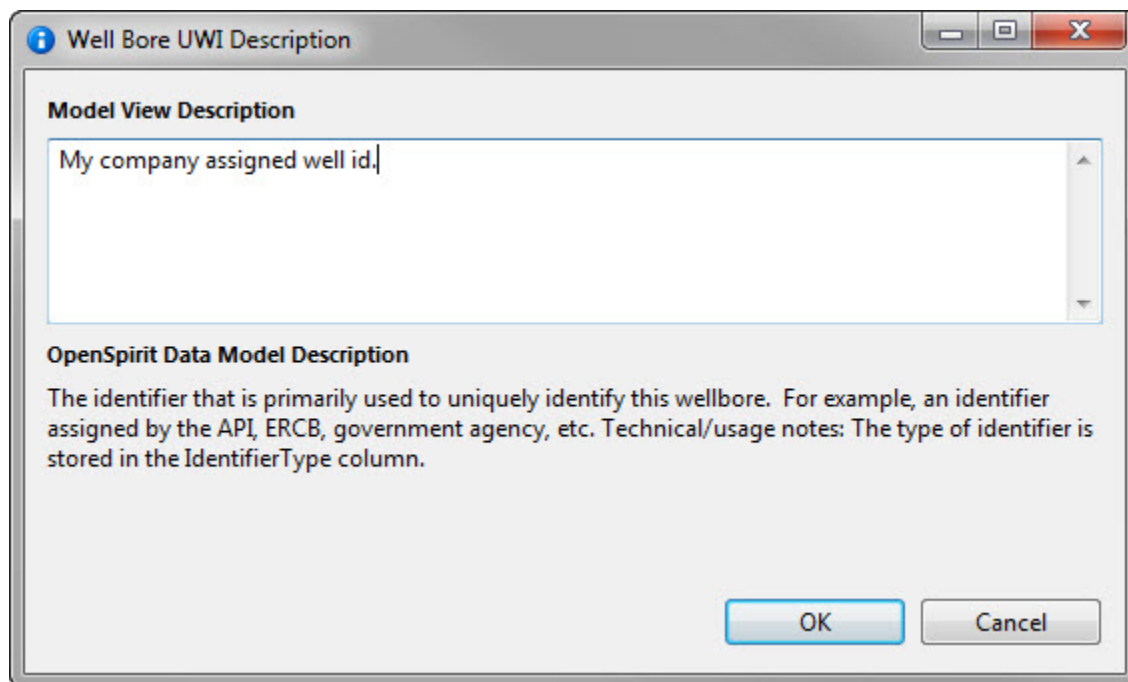 Well Bore UWI Description
Model View Description
My company assigned well id.
OpenSpirit Data Model Description
The identifier that is primarily used to uniquely identify this wellbore.  For example, an identifier
assigned by the API, ERCB, government agency, etc. Technical/usage notes: The type of identifier is
stored in the IdentifierType column.
OK Cancel